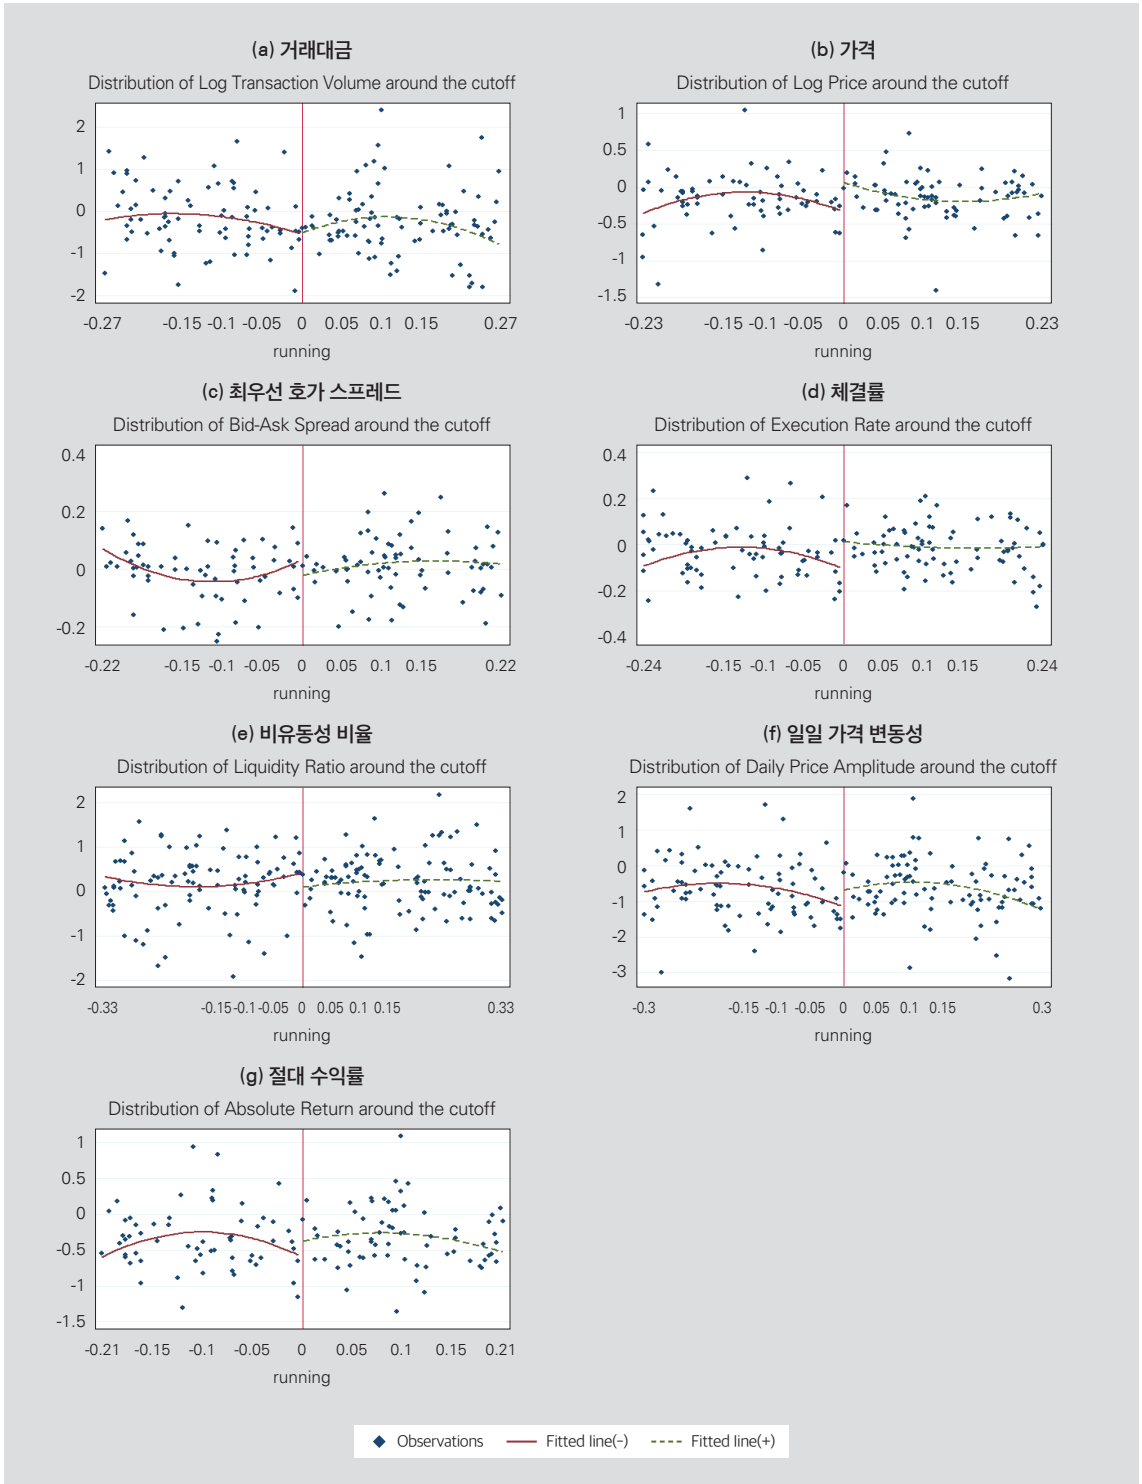 (a) 거래대금
Distribution of Log Transaction Volume around the cutoff
2
1
0
-1
-2
-0.27 -0.15 -0.1 -0.05 0 0.05 0.1 0.15 0.27
running
(b) 가격
Distribution of Log Price around the cutoff
1
0.5
0
-0.5
-1
-1.5
-0.23 -0.15 -0.1 -0.05 0 0.05 0.1 0.15 0.23
running
(c) 최우선 호가 스프레드
Distribution of Bid-Ask Spread around the cutoff
0.4
0.2
0
-0.2
-0.22 -0.15 -0.1 -0.05 0 0.05 0.1 0.15 0.22
running
(d) 체결률
Distribution of Execution Rate around the cutoff
0.4
0.2
0
-0.2
-0.4
-0.24 -0.15 -0.1 -0.05 0 0.05 0.1 0.15 0.24
running
(e) 비유동성 비율
Distribution of Liquidity Ratio around the cutoff
2
1
0
-1
-2
-0.33 -0.15 -0.1 -0.05 0 0.05 0.1 0.15 0.33
running
(f) 일일 가격 변동성
Distribution of Daily Price Amplitude around the cutoff
2
1
0
-1
-2
-3
-0.3 -0.15 -0.1 -0.05 0 0.05 0.1 0.15 0.3
running
(g) 절대 수익률
Distribution of Absolute Return around the cutoff
1
0.5
0
-0.5
-1
-1.5
-0.21 -0.15 -0.1 -0.05 0 0.05 0.1 0.15 0.21
running
Observations Fitted line(-) Fitted line(+)